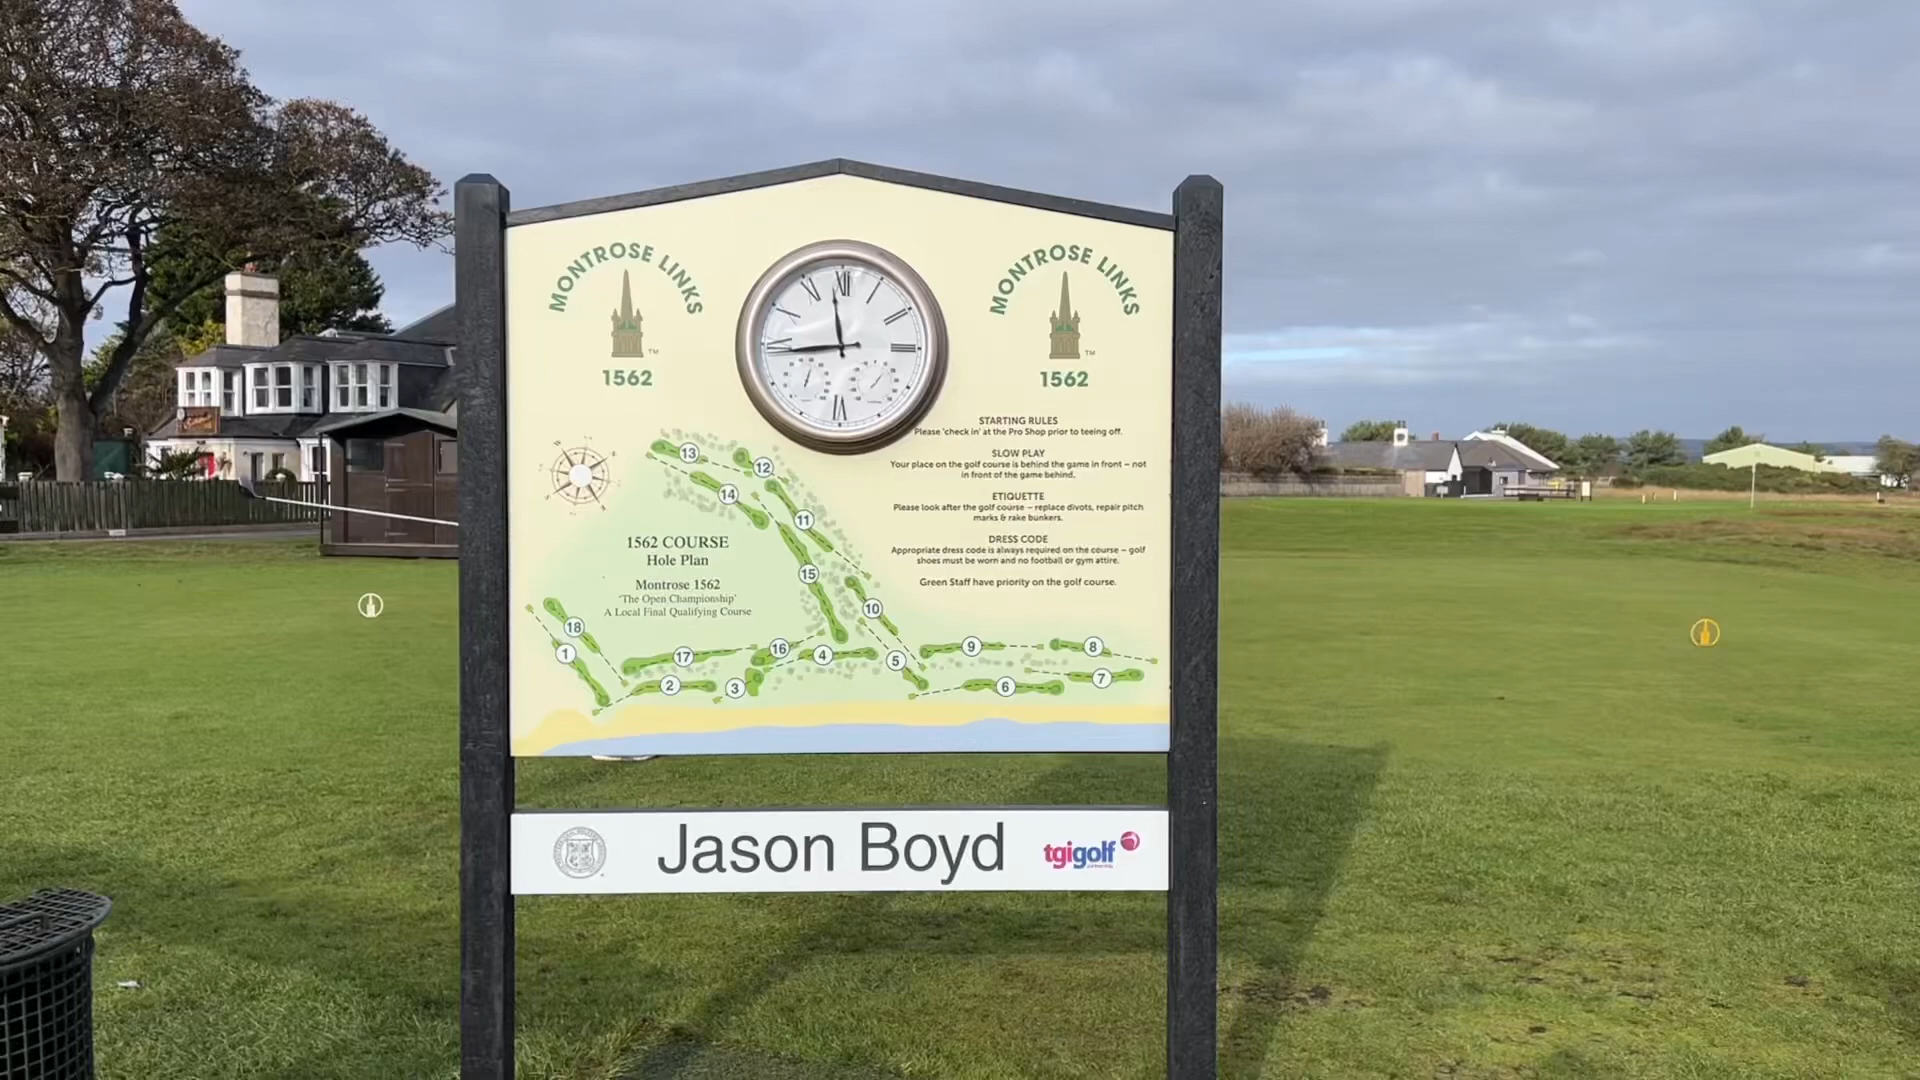 MONTROSE LINKS
TM
1562
MONTROSE LINKS
TM
1562
STARTING RULES
Please 'check in' at the Pro Shop prior to teeing off.
SLOW PLAY
Your place on the golf course is behind the game in front – not
in front of the game behind.
ETIQUETTE
Please look after the golf course – replace divots, repair pitch
marks & rake bunkers.
DRESS CODE
Appropriate dress code is always required on the course – golf
shoes must be worn and no football or gym attire.
Green Staff have priority on the golf course.
1562 COURSE
Hole Plan
Montrose 1562
'The Open Championship'
A Local Final Qualifying Course
13
12
14
11
15
10
18
1
17
16
4
9
8
5
2
3
6
7
Jason Boyd
tgigolf